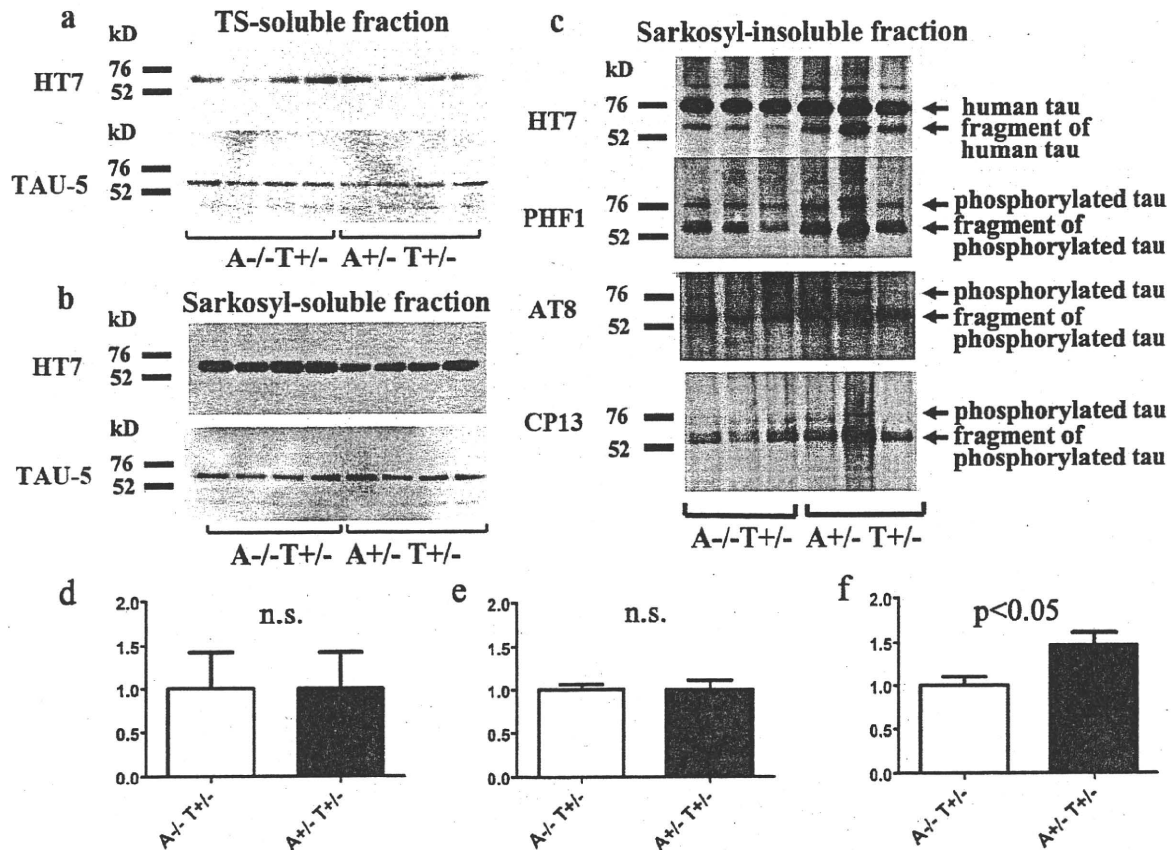 a
TS-soluble fraction
kD
HT7
76
52
kD
TAU-5
76
52
A-/-T+/- A+/- T+/-
b
Sarkosyl-soluble fraction
kD
HT7
76
52
kD
TAU-5
76
52
A-/-T+/- A+/- T+/-
c
Sarkosyl-insoluble fraction
kD
HT7
76
52
human tau
fragment of
human tau
PHF1
76
52
phosphorylated tau
fragment of
phosphorylated tau
AT8
76
52
phosphorylated tau
fragment of
phosphorylated tau
CP13
76
52
phosphorylated tau
fragment of
phosphorylated tau
A-/-T+/- A+/- T+/-
d
n.s.
2.0
1.5
1.0
0.5
0.0
A-/- T+/-
A+/- T+/-
e
n.s.
2.0
1.5
1.0
0.5
0.0
A-/- T+/-
A+/- T+/-
f
p<0.05
2.0
1.5
1.0
0.5
0.0
A-/- T+/-
A+/- T+/-